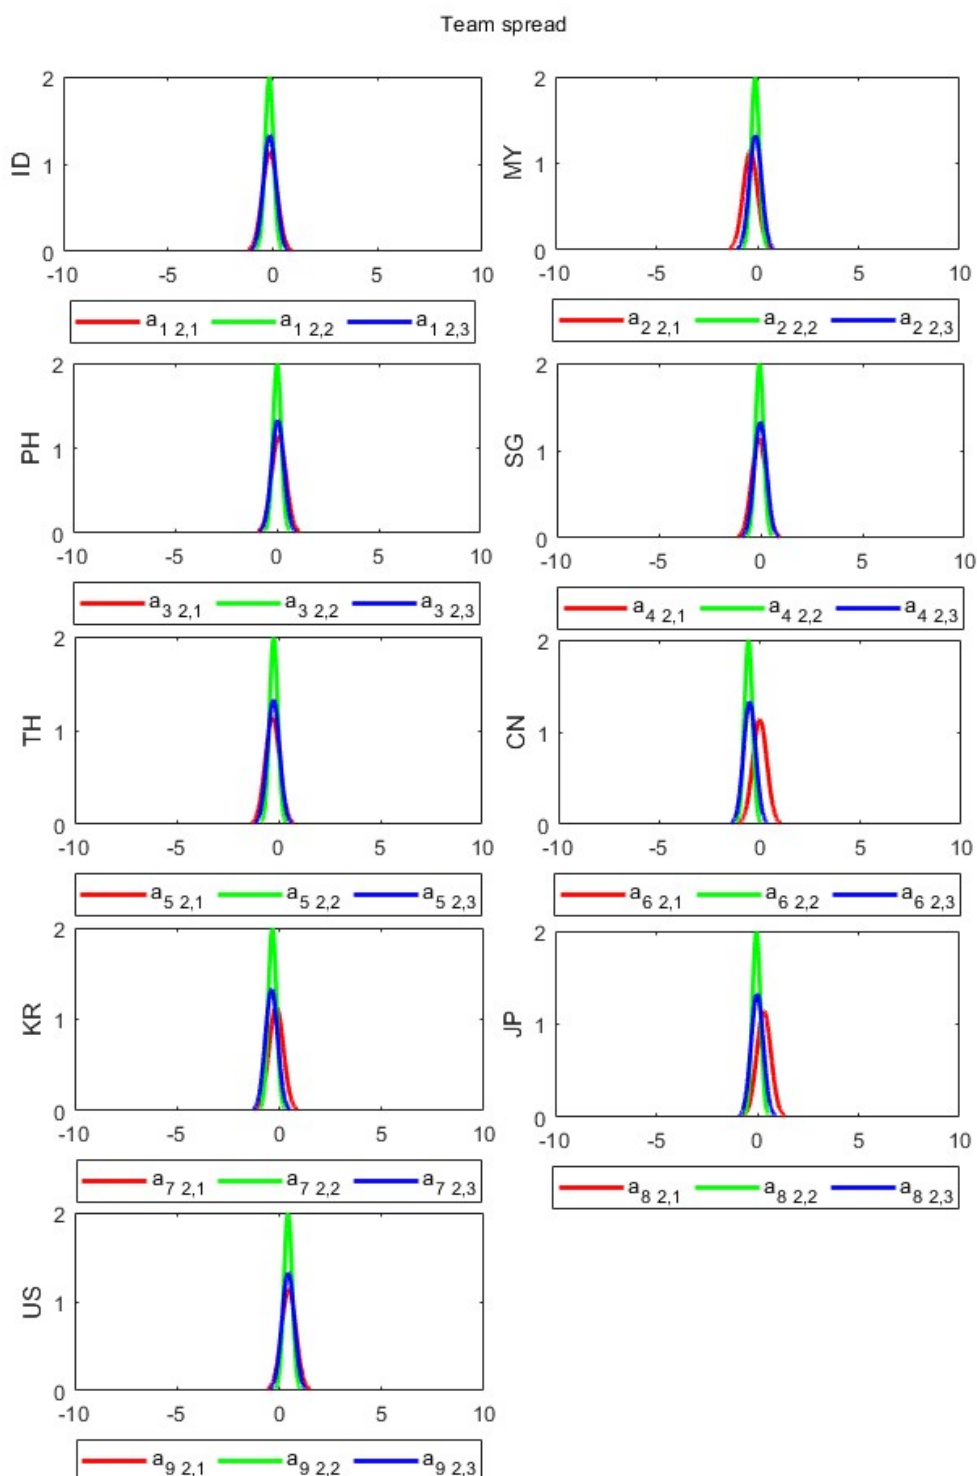 Team spread
2
1
0
ID
-10 -5 0 5 10
a1 2,1 a1 2,2 a1 2,3
2
1
0
MY
-10 -5 0 5 10
a2 2,1 a2 2,2 a2 2,3
2
1
0
PH
-10 -5 0 5 10
a3 2,1 a3 2,2 a3 2,3
2
1
0
SG
-10 -5 0 5 10
a4 2,1 a4 2,2 a4 2,3
2
1
0
TH
-10 -5 0 5 10
a5 2,1 a5 2,2 a5 2,3
2
1
0
CN
-10 -5 0 5 10
a6 2,1 a6 2,2 a6 2,3
2
1
0
KR
-10 -5 0 5 10
a7 2,1 a7 2,2 a7 2,3
2
1
0
JP
-10 -5 0 5 10
a8 2,1 a8 2,2 a8 2,3
2
1
0
US
-10 -5 0 5 10
a9 2,1 a9 2,2 a9 2,3